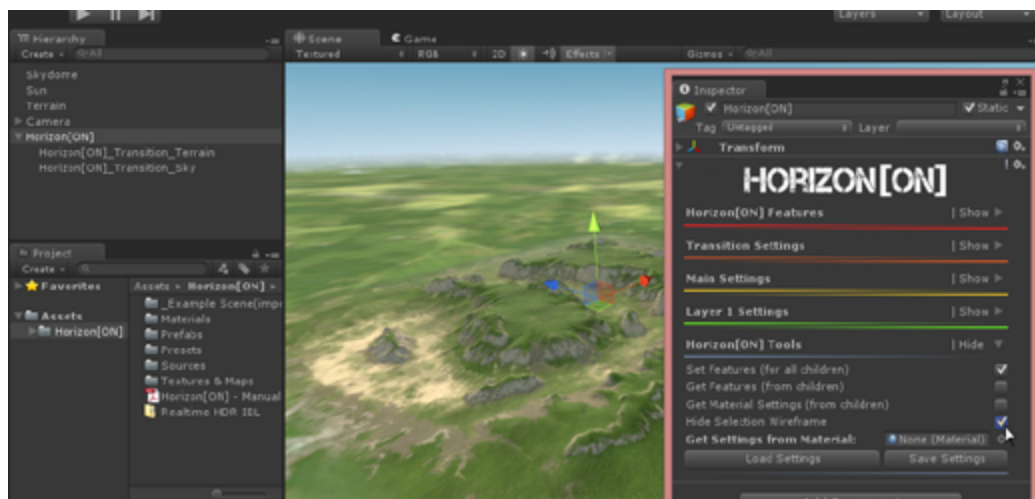 Layers
Layout
Hierarchy
Create
All
Skydome
Sun
Terrain
Camera
Horizon[ON]
Horizon[ON]_Transition_Terrain
Horizon[ON]_Transition_Sky
Project
Create
Favorites
Assets
Horizon[ON]
Assets
Horizon[ON]
_Example Scene(impo
Materials
Prefabs
Presets
Sources
Textures & Maps
Horizon[ON] - Manual
Realtime HDR IBL
Scene
Game
Textured
RGB
2D
Effects
Gizmos
All
Inspector
Horizon[ON]
Static
Tag
Untagged
Layer
Transform
HORIZON[ON]
Horizon[ON] Features | Show
Transition Settings | Show
Main Settings | Show
Layer 1 Settings | Show
Horizon[ON] Tools | Hide
Set Features (for all children)
Get Features (from children)
Get Material Settings (from children)
Hide Selection Wireframe
Get Settings from Material: None (Material)
Load Settings
Save Settings